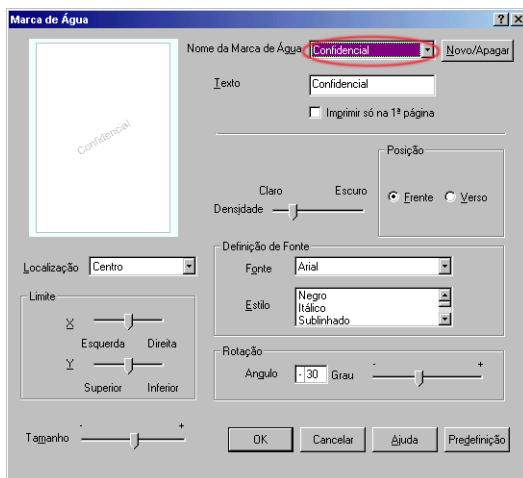 Marca de Água
Nome da Marca de Água Confidencial Novo/Apagar
Texto Confidencial
Imprimir só na 1ª página
Confidencial
Posição
Claro Escuro
Densidade
Frente Verso
Localização Centro
Definição de Fonte
Fonte Arial
Estilo Negro
Itálico
Sublinhado
Limite
X
Esquerda Direita
Y
Superior Inferior
Rotação
Angulo - 30 Grau - +
Tamanho - +
OK Cancelar Ajuda Predefinição